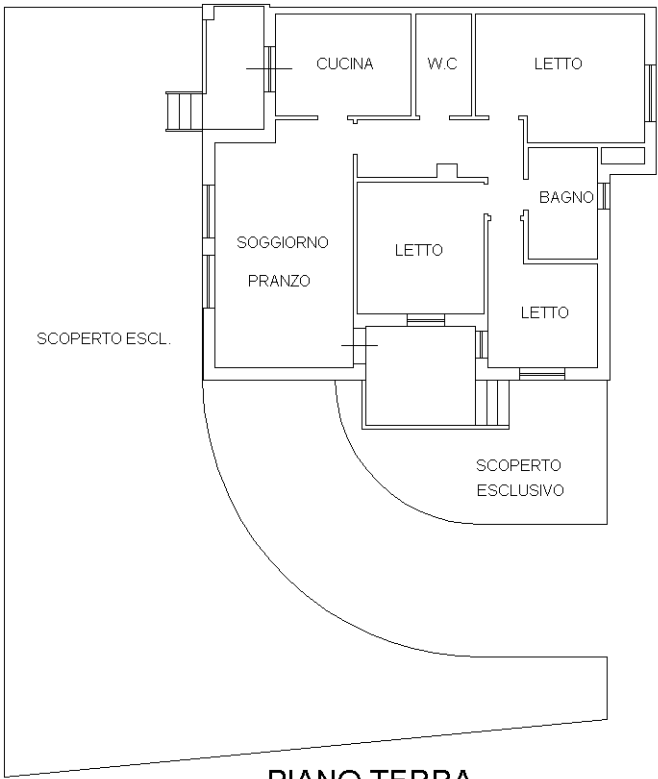 CUCINA
W.C
LETTO
BAGNO
SOGGIORNO
PRANZO
LETTO
LETTO
SCOPERTO ESCL.
SCOPERTO
ESCLUSIVO
PIANO TERRA